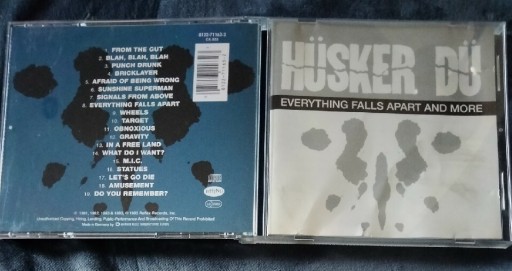 1. FROM THE GUT
2. BLAH, BLAH, BLAH
3. PUNCH DRUNK
4. BRICKLAYER
5. AFRAID OF BEING WRONG
6. SUNSHINE SUPERMAN
7. SIGNALS FROM ABOVE
8. EVERYTHING FALLS APART
9. WHEELS
10. TARGET
11. OBNOXIOUS
12. GRAVITY
13. IN A FREE LAND
14. WHAT DO I WANT?
15. M.I.C.
16. STATUES
17. LET'S GO DIE
18. AMUSEMENT
19. DO YOU REMEMBER?
HÜSKER DÜ
EVERYTHING FALLS APART AND MORE